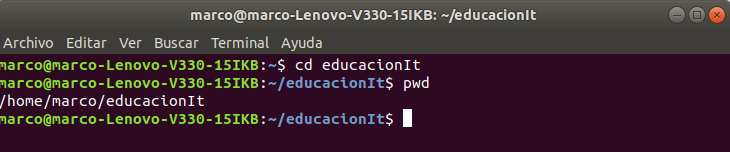 marco@marco-Lenovo-V330-15IKB: ~/educacionIt
Archivo Editar Ver Buscar Terminal Ayuda
marco@marco-Lenovo-V330-15IKB:~$ cd educacionIt
marco@marco-Lenovo-V330-15IKB:~/educacionIt$ pwd
/home/marco/educacionIt
marco@marco-Lenovo-V330-15IKB:~/educacionIt$